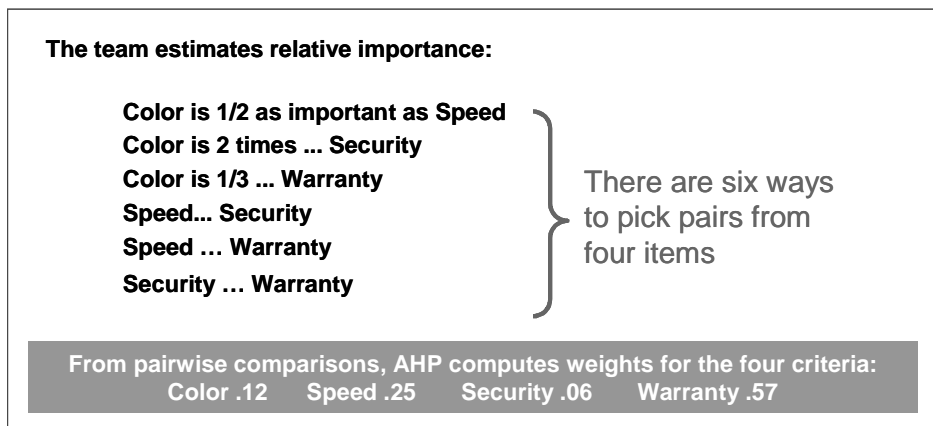 The team estimates relative importance:
Color is 1/2 as important as Speed
Color is 2 times ... Security
Color is 1/3 ... Warranty
Speed... Security
Speed … Warranty
Security … Warranty
There are six ways
to pick pairs from
four items
From pairwise comparisons, AHP computes weights for the four criteria:
Color .12 Speed .25 Security .06 Warranty .57